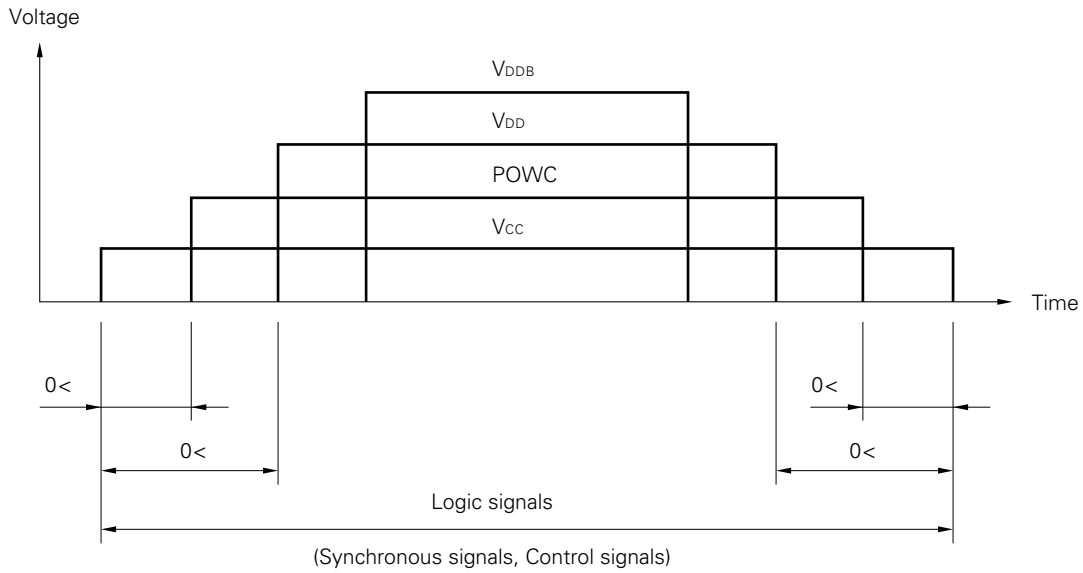 Voltage
VDDB
VDD
POWC
VCC
Time
0<
0<
0<
0<
Logic signals
(Synchronous signals, Control signals)